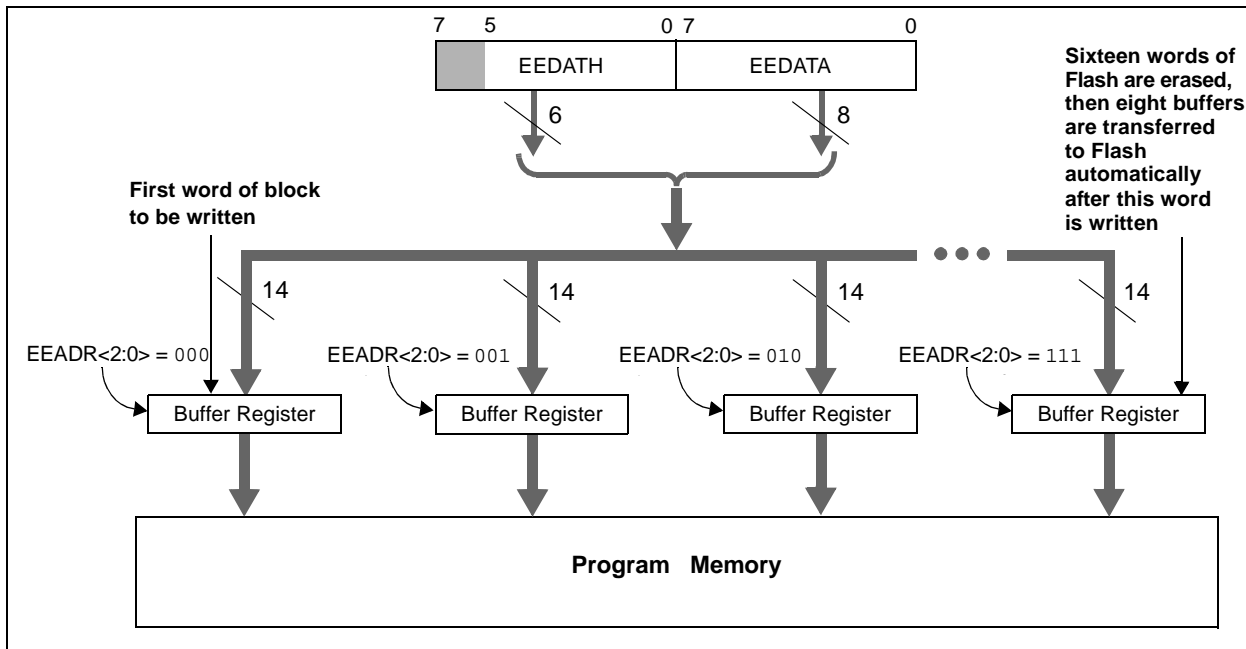 7 5 0 7 0
EEDATH EEDATA
6 8
Sixteen words of
Flash are erased,
then eight buffers
are transferred
to Flash
automatically
after this word
is written
First word of block
to be written
14 14 14 14
EEADR<2:0> = 000 EEADR<2:0> = 001 EEADR<2:0> = 010 EEADR<2:0> = 111
Buffer Register Buffer Register Buffer Register Buffer Register
Program Memory